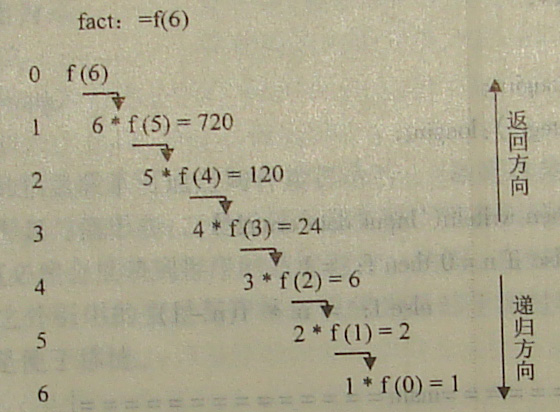 fact: =f(6)
0 f(6)
1 6 * f(5) = 720
2 5 * f(4) = 120
3 4 * f(3) = 24
4 3 * f(2) = 6
5 2 * f(1) = 2
6 1 * f(0) = 1
返回方向
递归方向